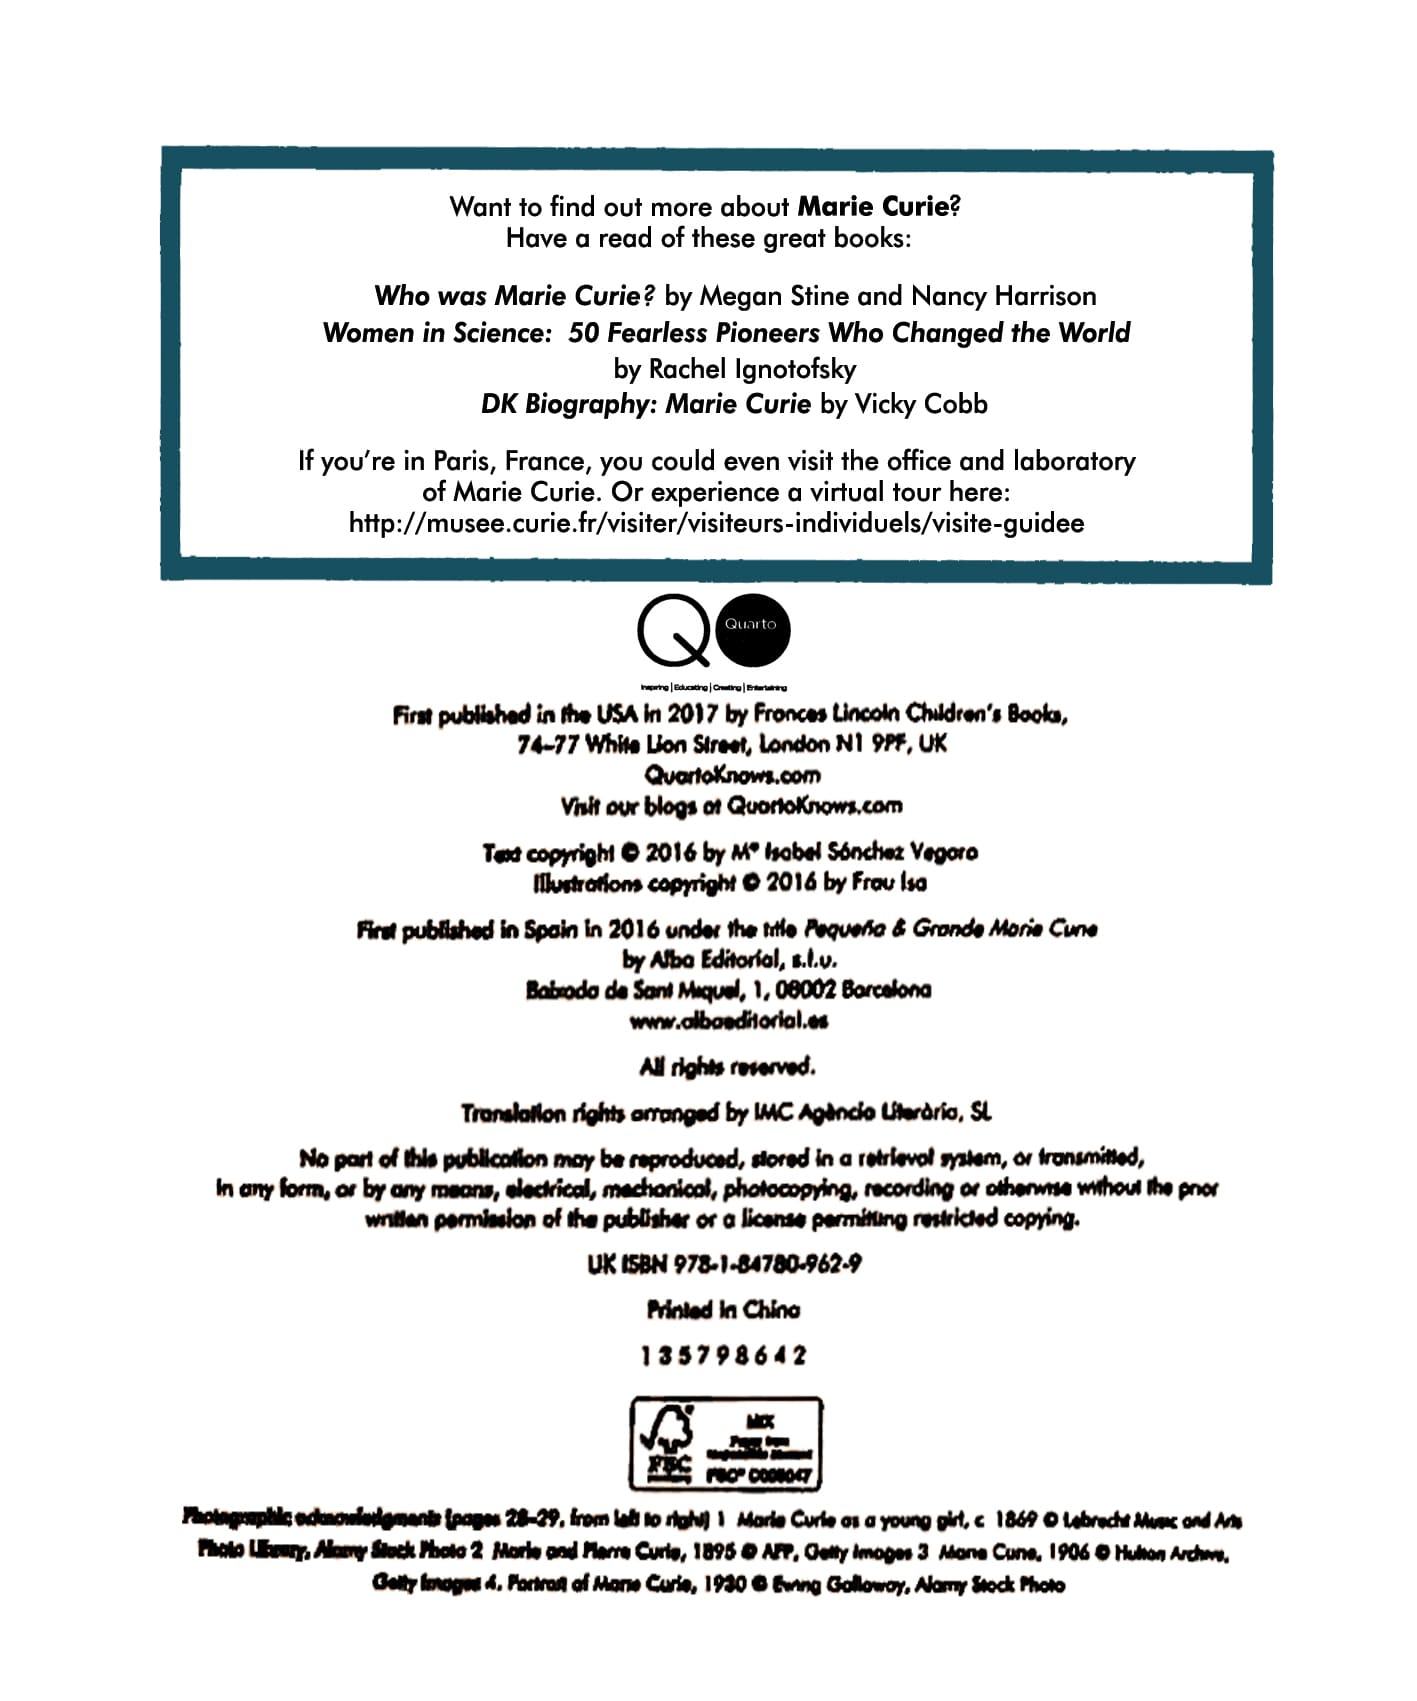 Want to find out more about Marie Curie?
Have a read of these great books:
Who was Marie Curie? by Megan Stine and Nancy Harrison
Women in Science: 50 Fearless Pioneers Who Changed the World
by Rachel Ignotofsky
DK Biography: Marie Curie by Vicky Cobb
If you're in Paris, France, you could even visit the office and laboratory
of Marie Curie. Or experience a virtual tour here:
http://musee.curie.fr/visiter/visiteurs-individuels/visite-guidee
Quarto
Inspiring | Educating | Creating | Entertaining
First published in the USA in 2017 by Frances Lincoln Children's Books,
74–77 White Lion Street, London N1 9PF, UK
QuartoKnows.com
Visit our blogs at QuartoKnows.com
Text copyright © 2016 by Mª Isabel Sánchez Vegara
Illustrations copyright © 2016 by Frau Isa
First published in Spain in 2016 under the title Pequeña & Grande Marie Curie
by Alba Editorial, s.l.u.
Baixada de Sant Miquel, 1, 08002 Barcelona
www.albaeditorial.es
All rights reserved.
Translation rights arranged by IMC Agència Literària, SL
No part of this publication may be reproduced, stored in a retrieval system, or transmitted,
in any form, or by any means, electrical, mechanical, photocopying, recording or otherwise without the prior
written permission of the publisher or a license permitting restricted copying.
UK ISBN 978-1-84780-962-9
Printed in China
1 3 5 7 9 8 6 4 2
MIX
Paper from
responsible sources
FSC
FSC®
Photographic acknowledgments (pages 28–29, from left to right) 1 Marie Curie as a young girl, c 1869 © Lebrecht Music and Arts
Photo Library, Alamy Stock Photo 2 Marie and Pierre Curie, 1895 © AFP, Getty Images 3 Marie Curie, 1906 © Hulton Archive,
Getty Images 4. Portrait of Marie Curie, 1930 © Ewing Galloway, Alamy Stock Photo